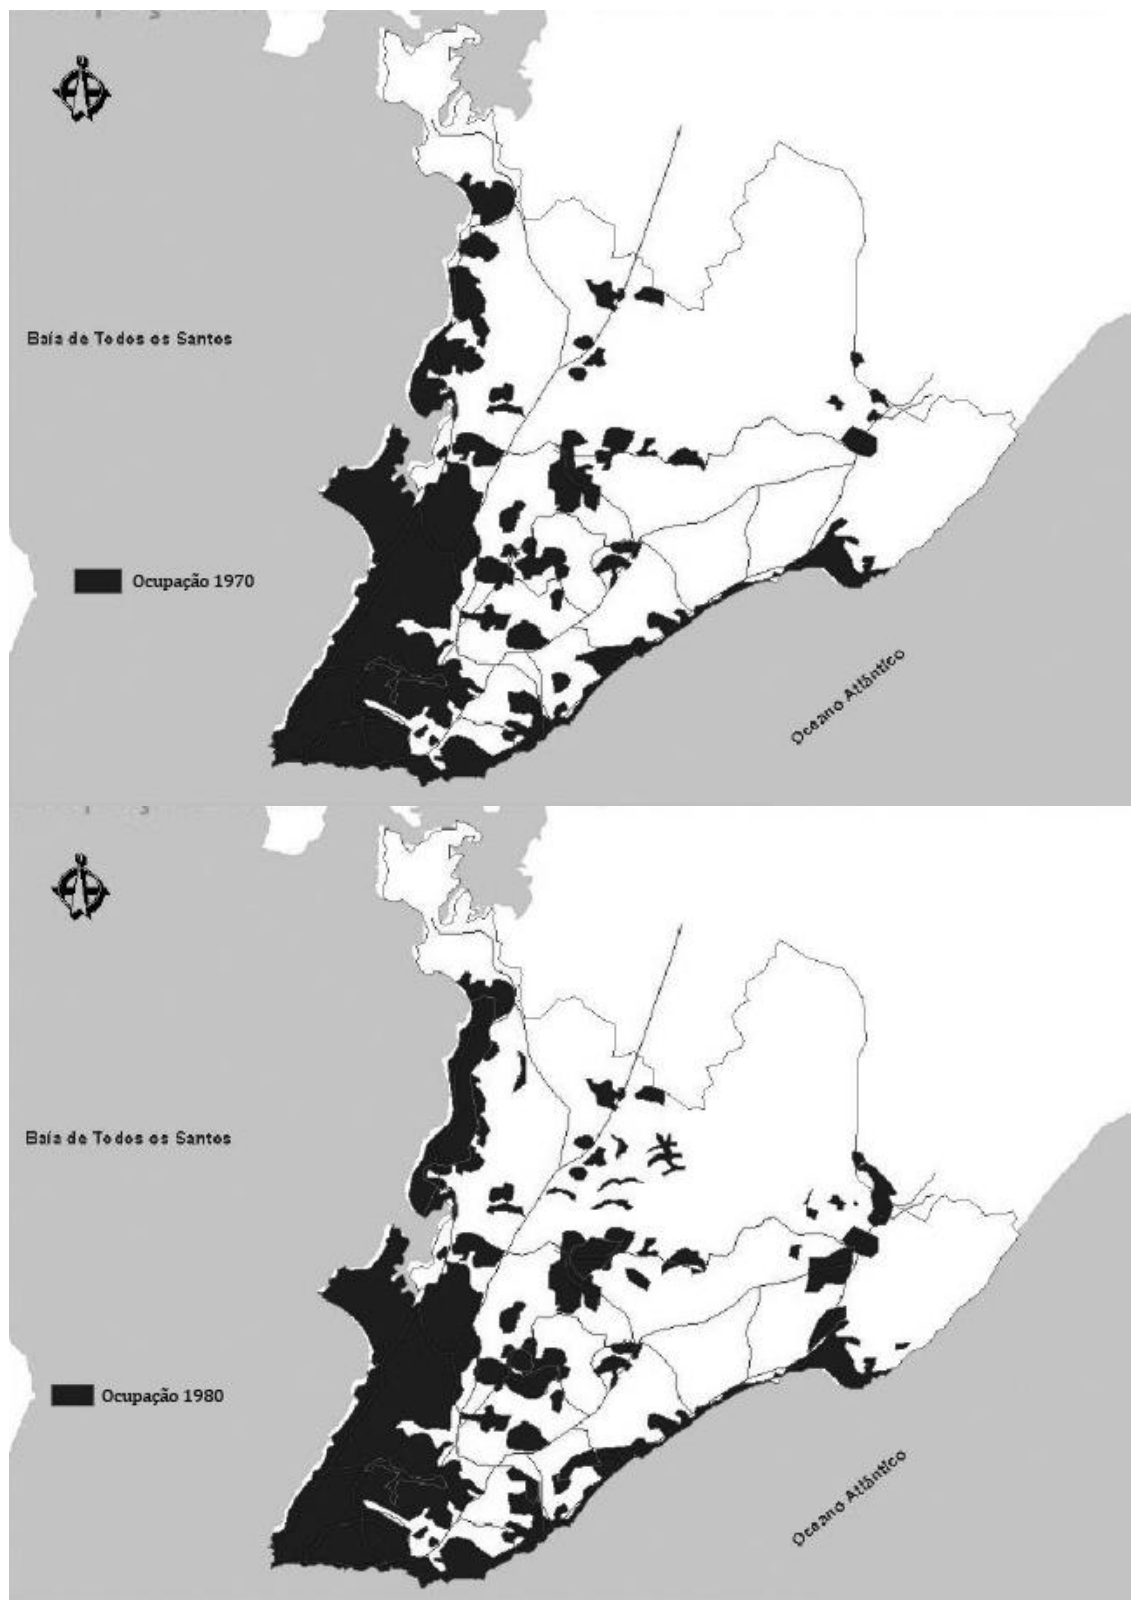 Baía de Todos os Santos
Ocupação 1970
Oceano Atlântico
Baía de Todos os Santos
Ocupação 1980
Oceano Atlântico